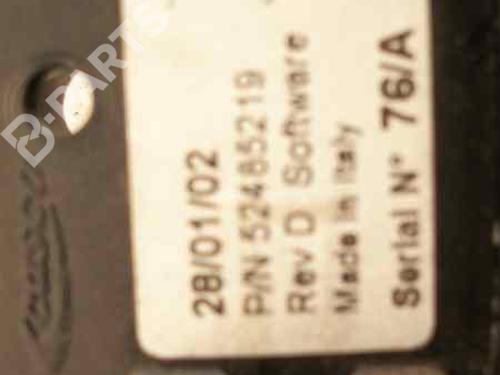 B-PARTS
28/01/02
P/N 52485219
Rev D Software
Made in Italy
Serial N° 76/A